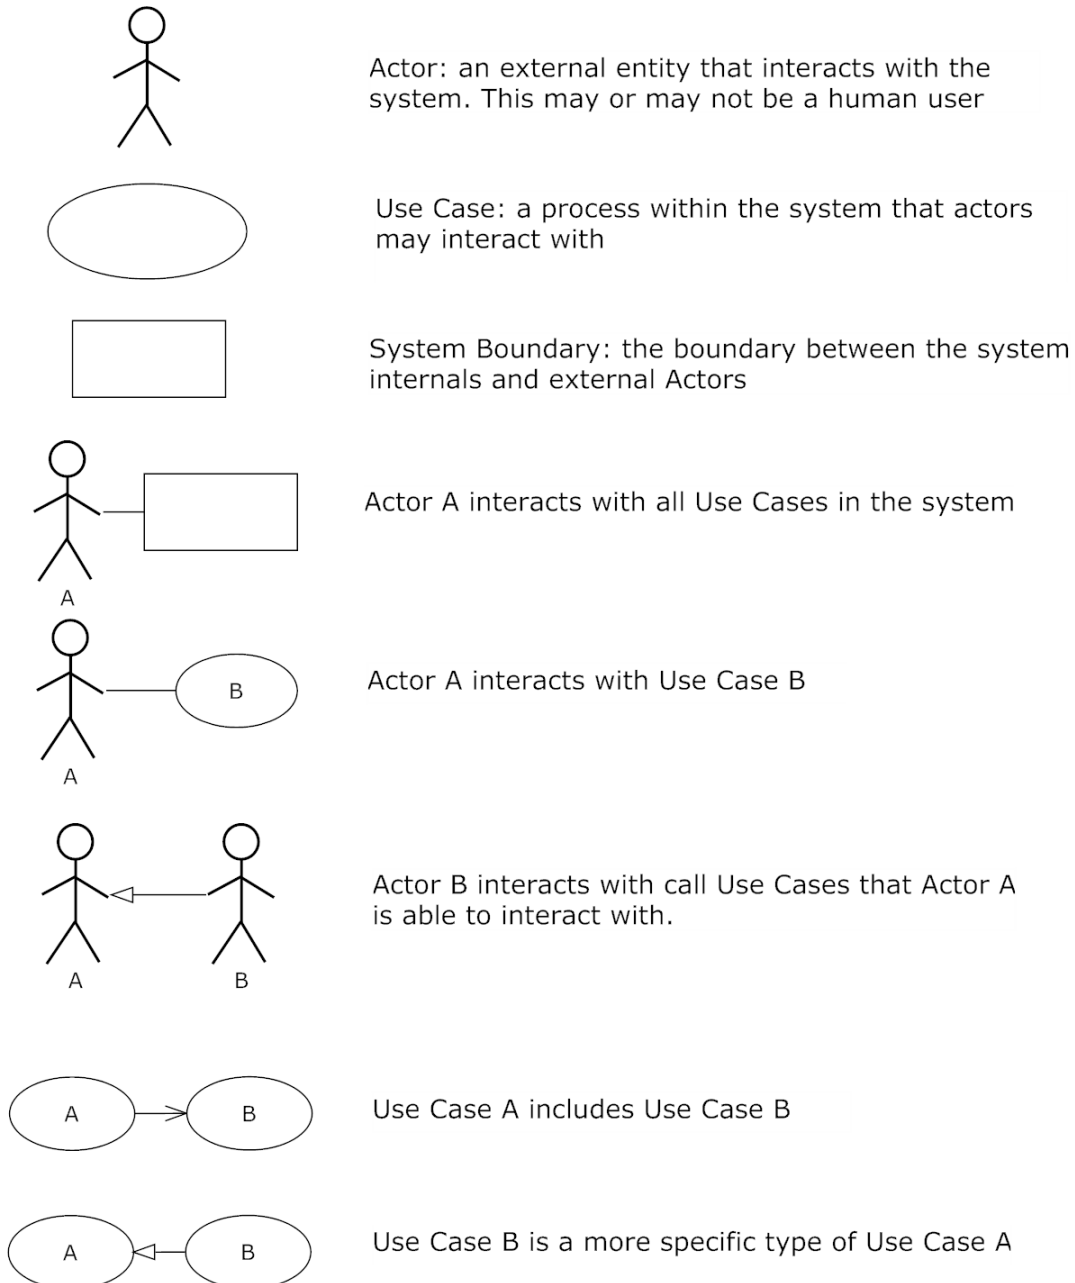 Actor: an external entity that interacts with the
system. This may or may not be a human user
Use Case: a process within the system that actors
may interact with
System Boundary: the boundary between the system
internals and external Actors
Actor A interacts with all Use Cases in the system
A
B
Actor A interacts with Use Case B
A
Actor B interacts with call Use Cases that Actor A
is able to interact with.
A B
A B
Use Case A includes Use Case B
A B
Use Case B is a more specific type of Use Case A